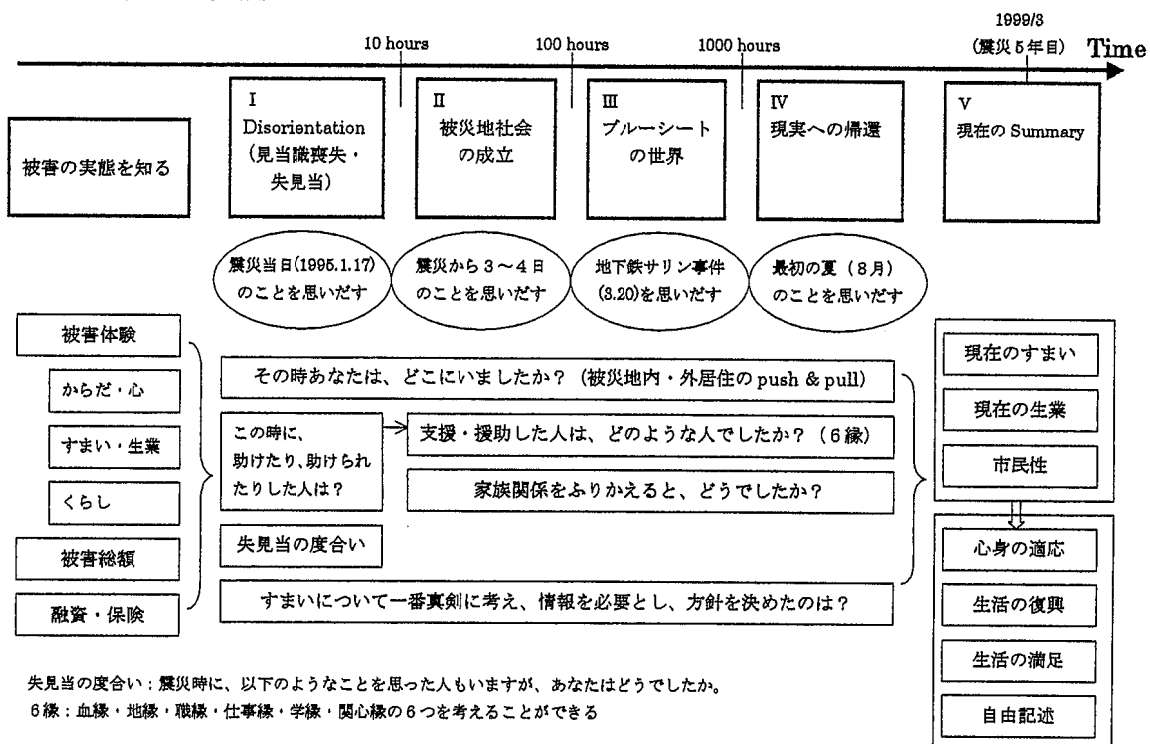 1999/3
(震災5年目)
Time
10 hours
100 hours
1000 hours
被害の実態を知る
I
Disorientation
(見当識喪失・
失見当)
II
被災地社会
の成立
III
ブルーシート
の世界
IV
現実への帰還
V
現在の Summary
震災当日(1995.1.17)
のことを思いだす
震災から3～4日
のことを思いだす
地下鉄サリン事件
(3.20)を思いだす
最初の夏（8月）
のことを思いだす
被害体験
からだ・心
すまい・生業
くらし
被害総額
融資・保険
その時あなたは、どこにいましたか？（被災地内・外居住の push & pull）
この時に、
助けたり、助けられ
たりした人は？
支援・援助した人は、どのような人でしたか？（6縁）
家族関係をふりかえると、どうでしたか？
失見当の度合い
すまいについて一番真剣に考え、情報を必要とし、方針を決めたのは？
現在のすまい
現在の生業
市民性
心身の適応
生活の復興
生活の満足
自由記述
失見当の度合い：震災時に、以下のようなことを思った人もいますが、あなたはどうでしたか。
6縁：血縁・地縁・職縁・仕事縁・学縁・関心縁の6つを考えることができる